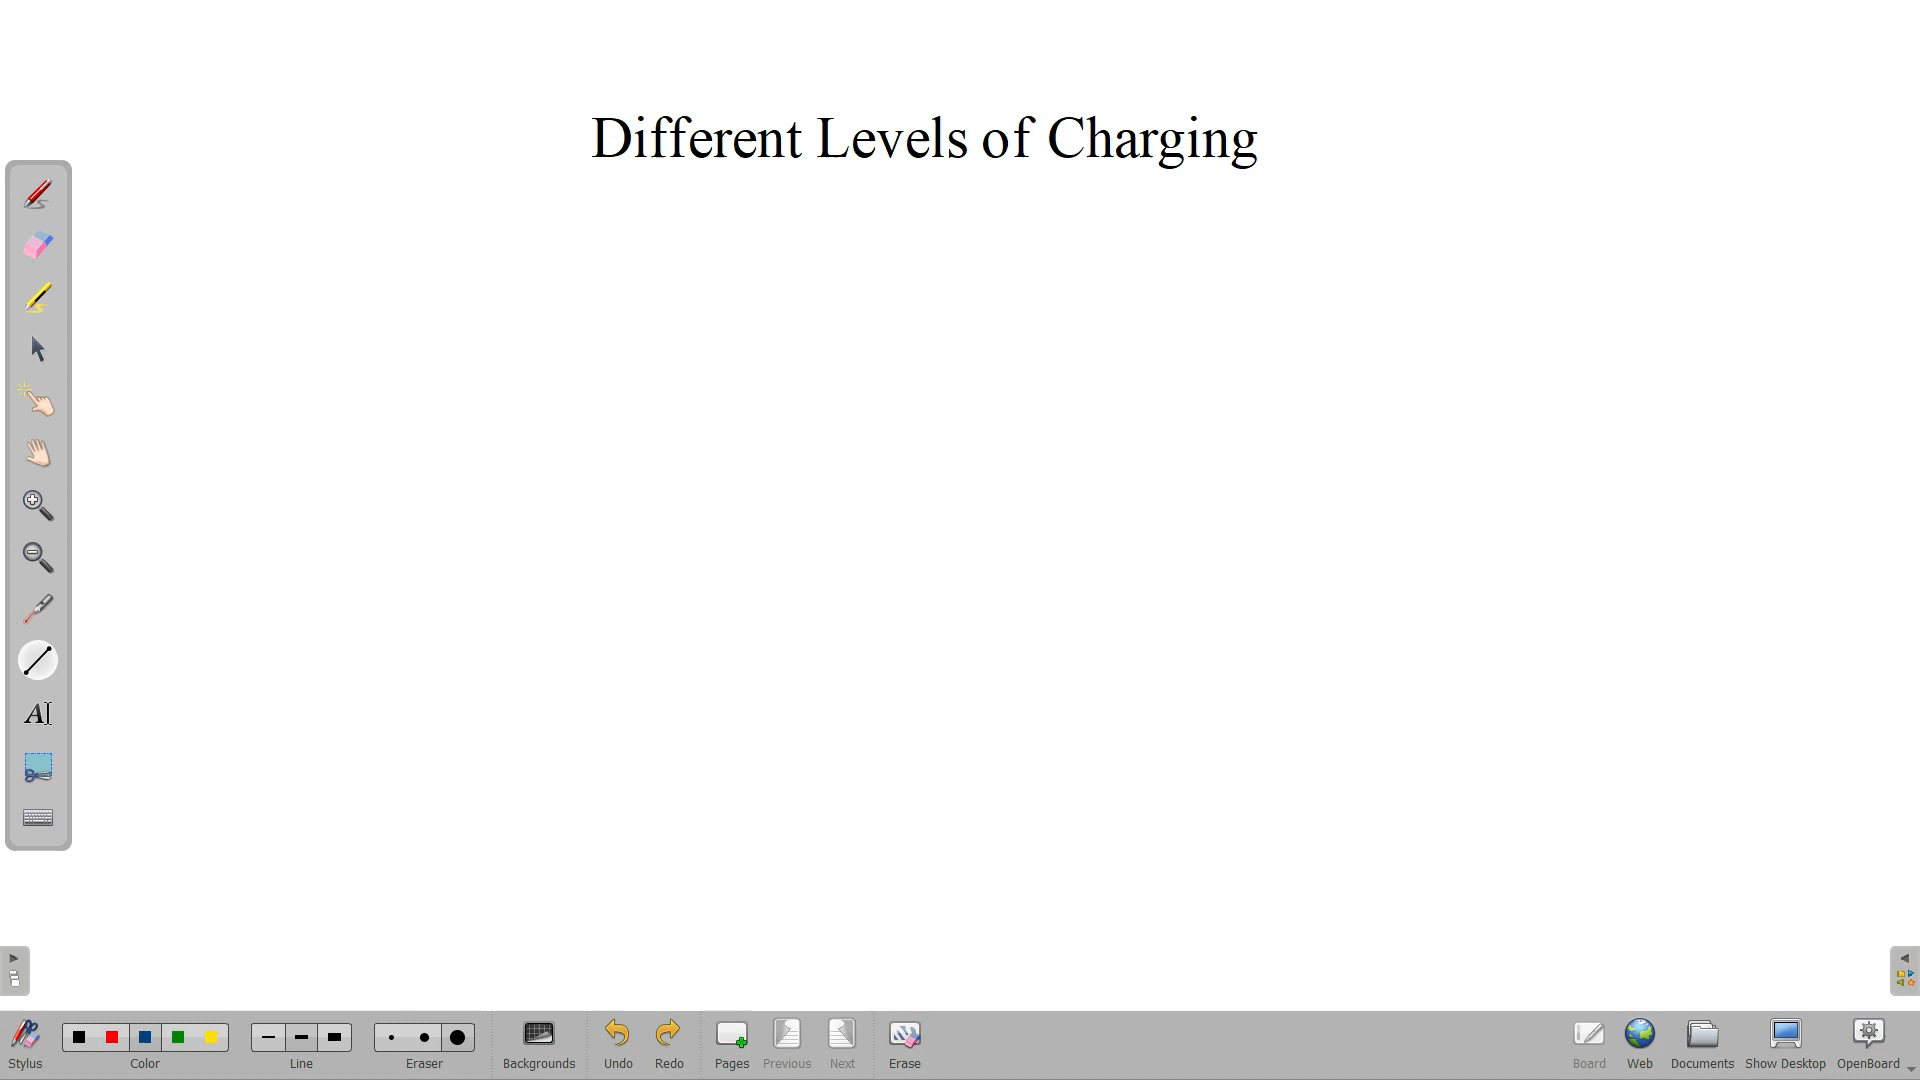 Different Levels of Charging
Stylus
Color
Line
Eraser
Backgrounds
Undo
Redo
Pages
Previous
Next
Erase
Board
Web
Documents
Show Desktop
OpenBoard